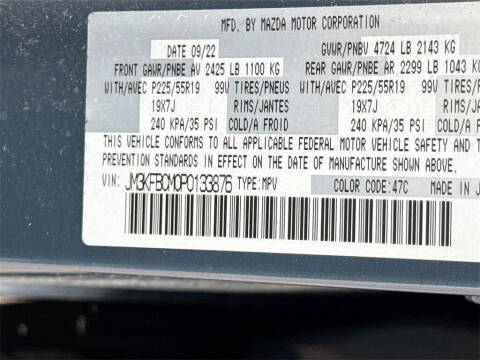 MFD. BY MAZDA MOTOR CORPORATION
DATE 09/22 GVWR/PNBV 4724 LB 2143 KG
FRONT GAWR/PNBE AV 2425 LB 1100 KG REAR GAWR/PNBE AR 2299 LB 1043 KG
WITH/AVEC P225/55R19 99V TIRES/PNEUS WITH/AVEC P225/55R19 99V TIRES/PNEU
19X7J RIMS/JANTES 19X7J RIMS/JANTE
240 KPA/35 PSI COLD/A FROID 240 KPA/35 PSI COLD/A FROI
THIS VEHICLE CONFORMS TO ALL APPLICABLE FEDERAL MOTOR VEHICLE SAFETY AND T
PREVENTION STANDARDS IN EFFECT ON THE DATE OF MANUFACTURE SHOWN ABOVE.
VIN: JM3KFBCM0P0133876 TYPE:MPV COLOR CODE:47C MADE IN J